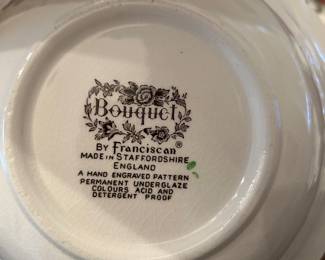 Bouquet
BY Franciscan ®
MADE IN STAFFORDSHIRE
ENGLAND
A HAND ENGRAVED PATTERN
PERMANENT UNDERGLAZE
COLOURS ACID AND
DETERGENT PROOF